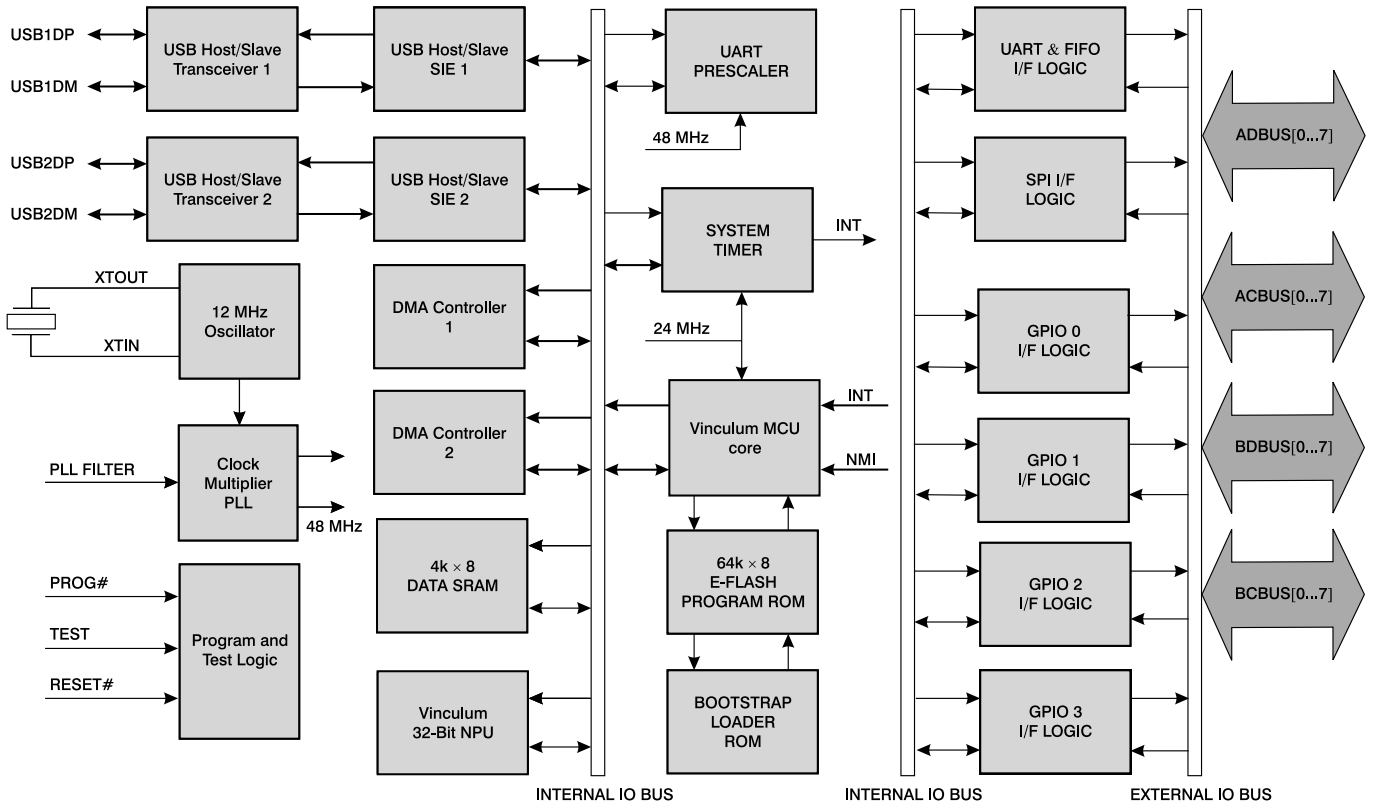 USB1DP
USB1DM
USB Host/Slave
Transceiver 1
USB Host/Slave
SIE 1
USB2DP
USB2DM
USB Host/Slave
Transceiver 2
USB Host/Slave
SIE 2
XTOUT
XTIN
12 MHz
Oscillator
PLL FILTER
Clock
Multiplier
PLL
48 MHz
PROG#
TEST
RESET#
Program and
Test Logic
DMA Controller
1
DMA Controller
2
4k × 8
DATA SRAM
Vinculum
32-Bit NPU
INTERNAL IO BUS
UART
PRESCALER
48 MHz
SYSTEM
TIMER
INT
24 MHz
Vinculum MCU
core
INT
NMI
64k × 8
E-FLASH
PROGRAM ROM
BOOTSTRAP
LOADER
ROM
INTERNAL IO BUS
UART & FIFO
I/F LOGIC
SPI I/F
LOGIC
GPIO 0
I/F LOGIC
GPIO 1
I/F LOGIC
GPIO 2
I/F LOGIC
GPIO 3
I/F LOGIC
EXTERNAL IO BUS
ADBUS[0...7]
ACBUS[0...7]
BDBUS[0...7]
BCBUS[0...7]